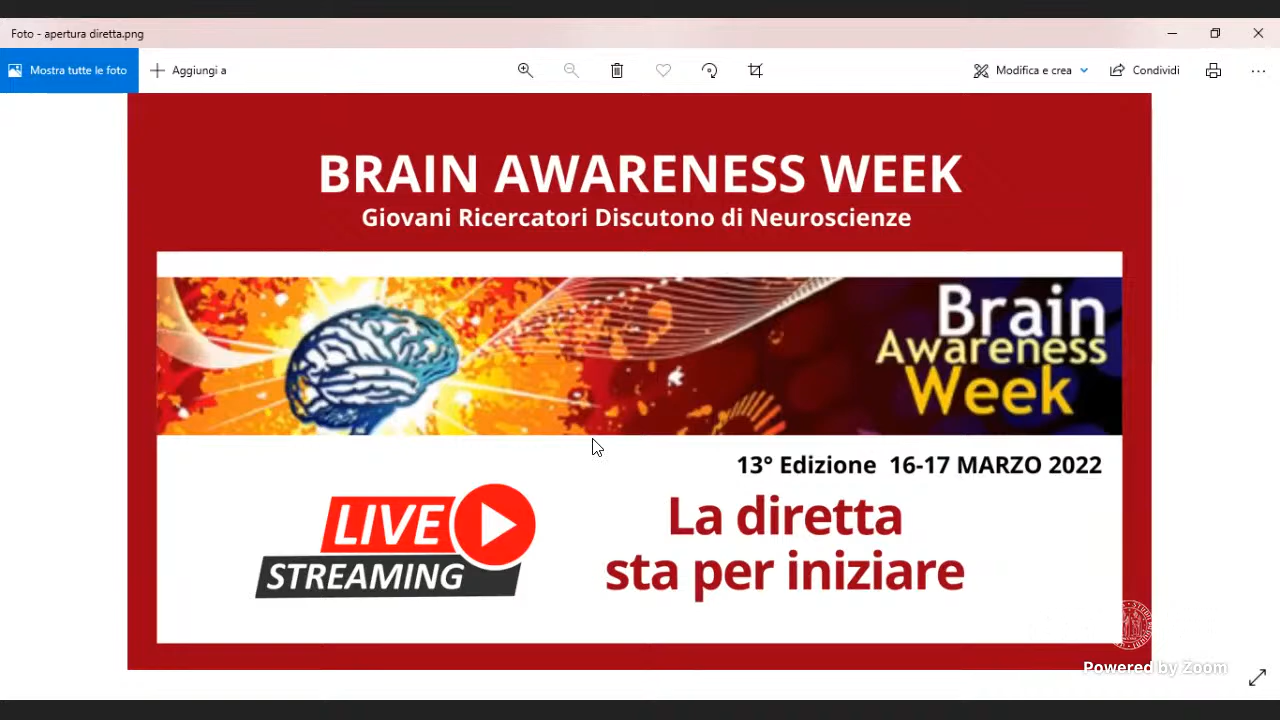 Foto - apertura diretta.png
Mostra tutte le foto
Aggiungi a
Modifica e crea
Condividi
BRAIN AWARENESS WEEK
Giovani Ricercatori Discutono di Neuroscienze
Brain
Awareness
Week
13° Edizione 16-17 MARZO 2022
LIVE
STREAMING
La diretta
sta per iniziare
Powered by Zoom